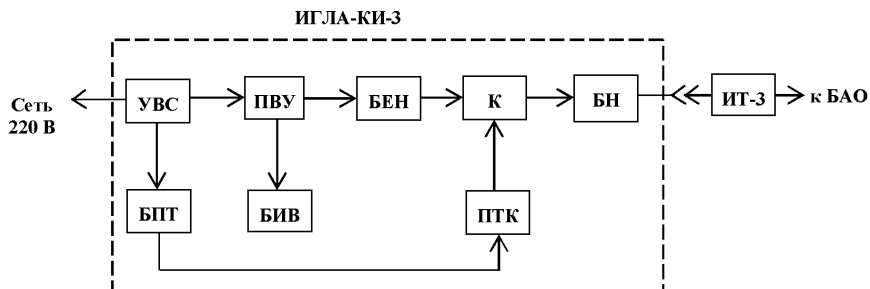 ИГЛА-КИ-3
Сеть
220 В
УВС
ПВУ
БЕН
К
БН
ИТ-3
к БАО
БПТ
БИВ
ПТК